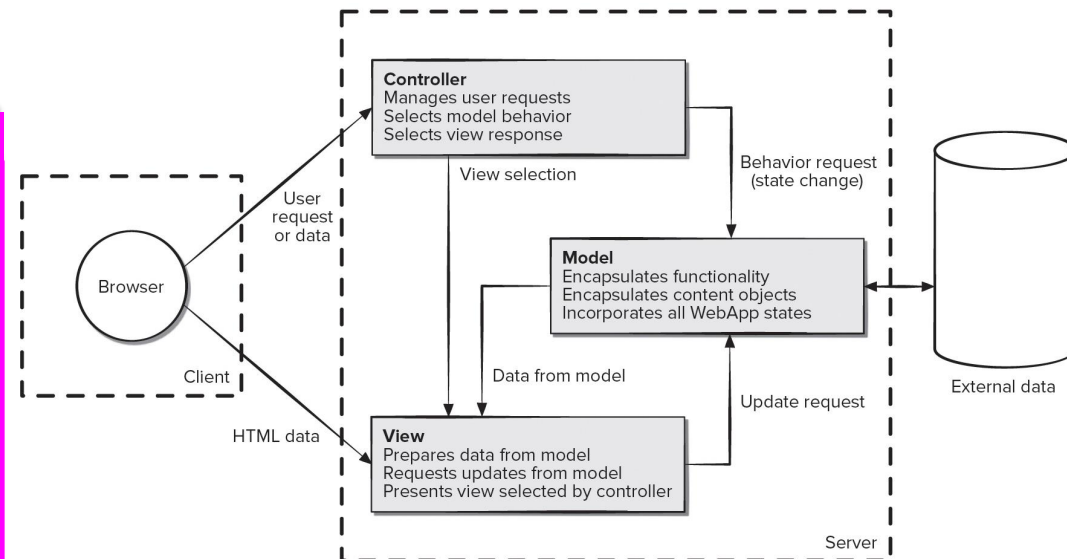 Controller
Manages user requests
Selects model behavior
Selects view response
View selection
Behavior request
(state change)
User
request
or data
Browser
Client
Model
Encapsulates functionality
Encapsulates content objects
Incorporates all WebApp states
External data
Data from model
Update request
HTML data
View
Prepares data from model
Requests updates from model
Presents view selected by controller
Server